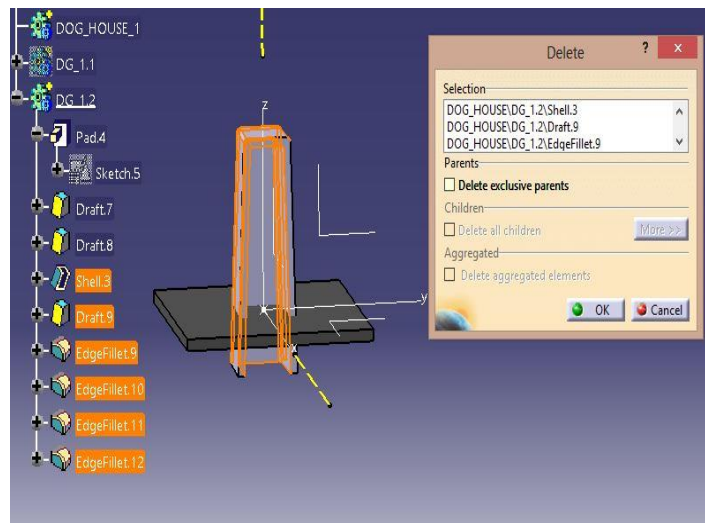 DOG_HOUSE_1
DG_1.1
DG_1.2
Pad.4
Sketch.5
Draft.7
Draft.8
Shell.3
Draft.9
EdgeFillet.9
EdgeFillet.10
EdgeFillet.11
EdgeFillet.12
z
y
x
Delete
?
x
Selection
DOG_HOUSE\DG_1.2\Shell.3
DOG_HOUSE\DG_1.2\Draft.9
DOG_HOUSE\DG_1.2\EdgeFillet.9
Parents
Delete exclusive parents
Children
Delete all children More >>
Aggregated
Delete aggregated elements
OK Cancel